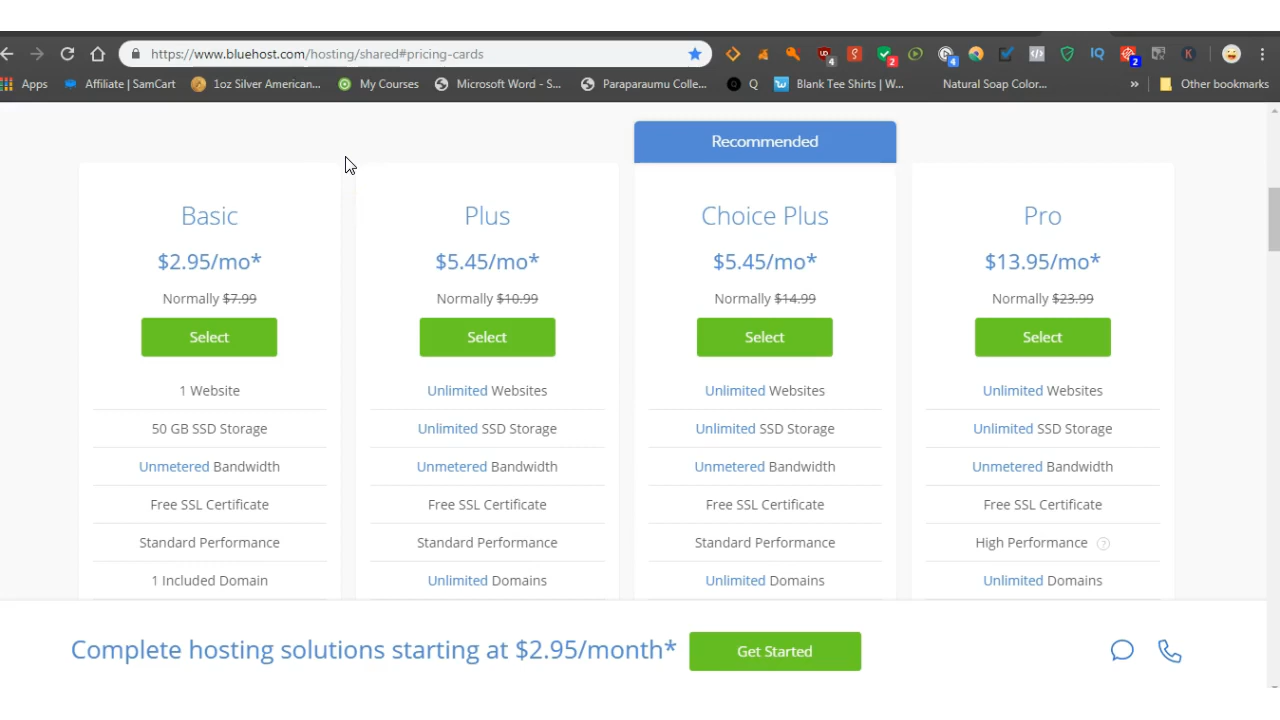 https://www.bluehost.com/hosting/shared#pricing-cards
4
2
4
IQ
2
K
Apps
Affiliate | SamCart
1oz Silver American...
My Courses
Microsoft Word - S...
Paraparaumu Colle...
Q
Blank Tee Shirts | W...
Natural Soap Color...
»
Other bookmarks
Recommended
Basic
$2.95/mo*
Normally $7.99
Select
1 Website
50 GB SSD Storage
Unmetered Bandwidth
Free SSL Certificate
Standard Performance
1 Included Domain
Plus
$5.45/mo*
Normally $10.99
Select
Unlimited Websites
Unlimited SSD Storage
Unmetered Bandwidth
Free SSL Certificate
Standard Performance
Unlimited Domains
Choice Plus
$5.45/mo*
Normally $14.99
Select
Unlimited Websites
Unlimited SSD Storage
Unmetered Bandwidth
Free SSL Certificate
Standard Performance
Unlimited Domains
Pro
$13.95/mo*
Normally $23.99
Select
Unlimited Websites
Unlimited SSD Storage
Unmetered Bandwidth
Free SSL Certificate
High Performance ?
Unlimited Domains
Complete hosting solutions starting at $2.95/month*
Get Started